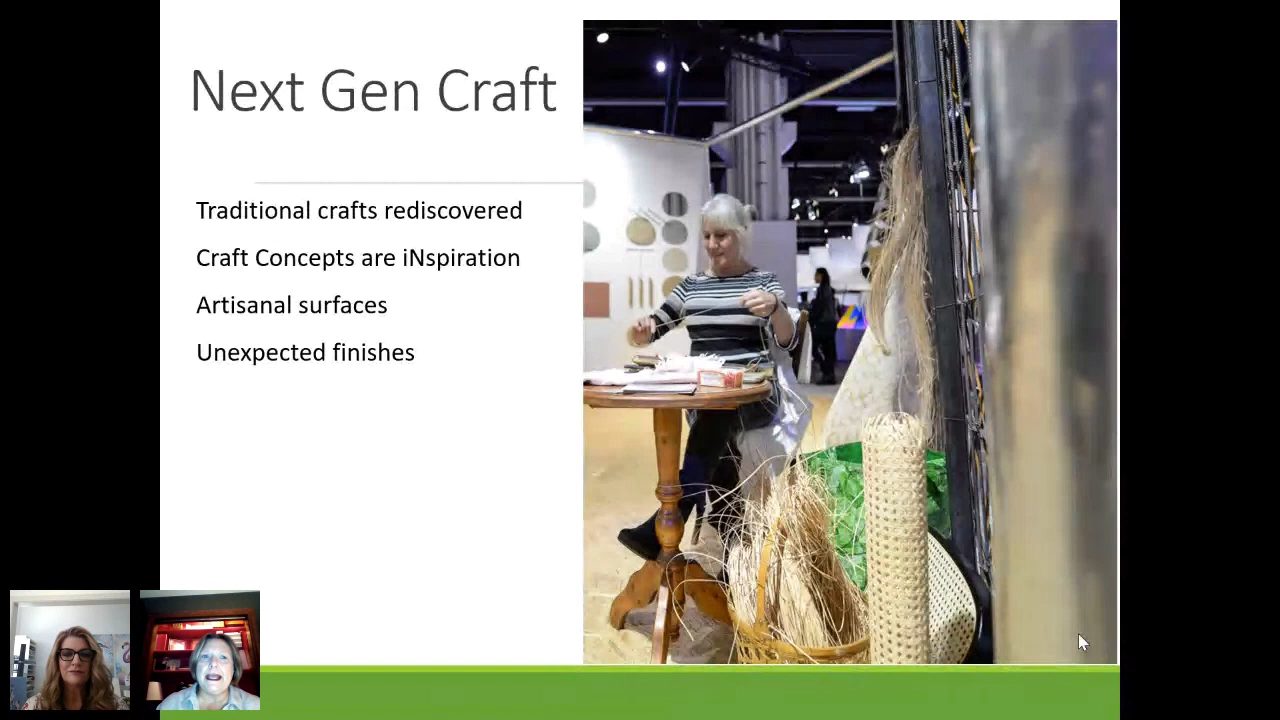 Next Gen Craft
Traditional crafts rediscovered
Craft Concepts are iNspiration
Artisanal surfaces
Unexpected finishes